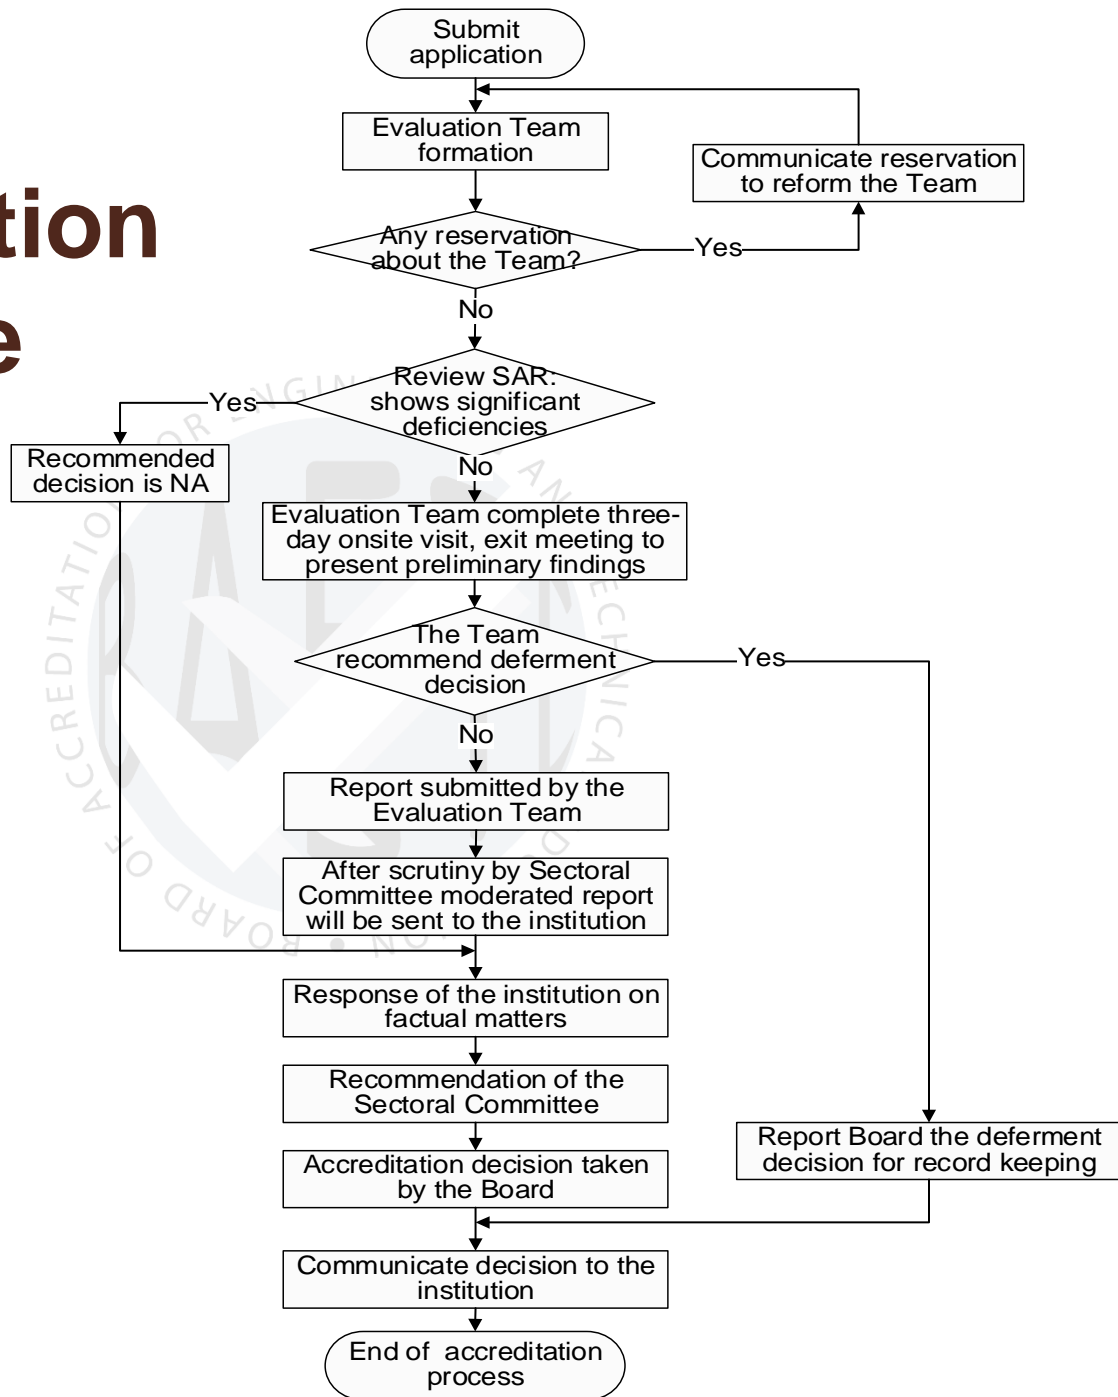 Submit
application
Evaluation Team
formation
Communicate reservation
to reform the Team
tion
e
Any reservation
about the Team?
Yes
No
Review SAR:
shows significant
deficiencies
Yes
No
Recommended
decision is NA
Evaluation Team complete three-
day onsite visit, exit meeting to
present preliminary findings
The Team
recommend deferment
decision
Yes
No
Report submitted by the
Evaluation Team
After scrutiny by Sectoral
Committee moderated report
will be sent to the institution
Response of the institution on
factual matters
Recommendation of the
Sectoral Committee
Accreditation decision taken
by the Board
Report Board the deferment
decision for record keeping
Communicate decision to the
institution
End of accreditation
process
BOARD OF ACCREDITATION